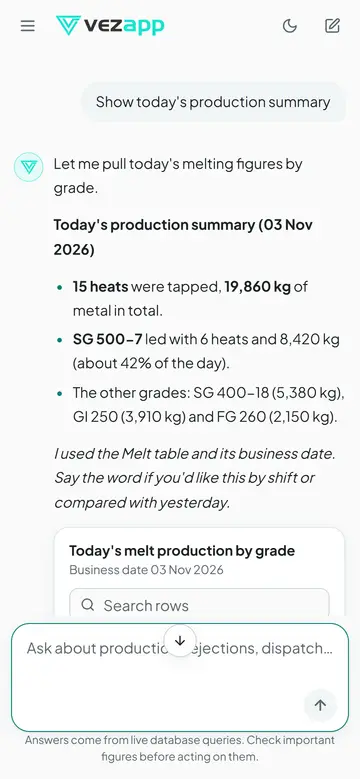 vezapp
Show today's production summary
Let me pull today's melting figures by
grade.
Today's production summary (03 Nov
2026)
• 15 heats were tapped, 19,860 kg of
metal in total.
• SG 500-7 led with 6 heats and 8,420 kg
(about 42% of the day).
• The other grades: SG 400-18 (5,380 kg),
GI 250 (3,910 kg) and FG 260 (2,150 kg).
I used the Melt table and its business date.
Say the word if you'd like this by shift or
compared with yesterday.
Today's melt production by grade
Business date 03 Nov 2026
Search rows
Ask about dispatch…
Answers come from live database queries. Check important
figures before acting on them.